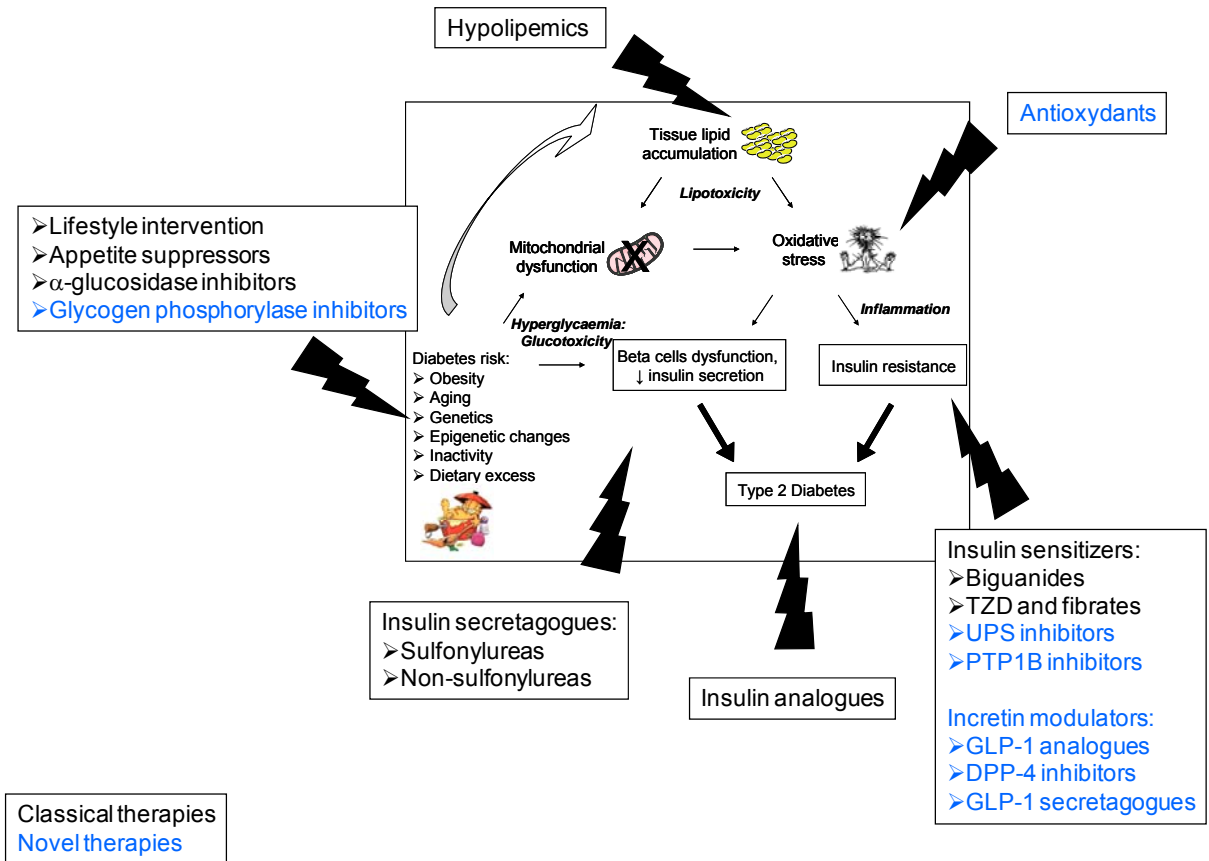 Hypolipemics
Antioxydants
Tissue lipid
accumulation
Lipotoxicity
➢Lifestyle intervention
➢Appetite suppressors
➢α-glucosidase inhibitors
➢Glycogen phosphorylase inhibitors
Mitochondrial
dysfunction
X
Oxidative
stress
Inflammation
Hyperglycaemia:
Glucotoxicity
Diabetes risk:
➢ Obesity
➢ Aging
➢ Genetics
➢ Epigenetic changes
➢ Inactivity
➢ Dietary excess
Beta cells dysfunction,
↓ insulin secretion
Insulin resistance
Type 2 Diabetes
Insulin secretagogues:
➢Sulfonylureas
➢Non-sulfonylureas
Insulin analogues
Insulin sensitizers:
➢Biguanides
➢TZD and fibrates
➢UPS inhibitors
➢PTP1B inhibitors
Incretin modulators:
➢GLP-1 analogues
➢DPP-4 inhibitors
➢GLP-1 secretagogues
Classical therapies
Novel therapies